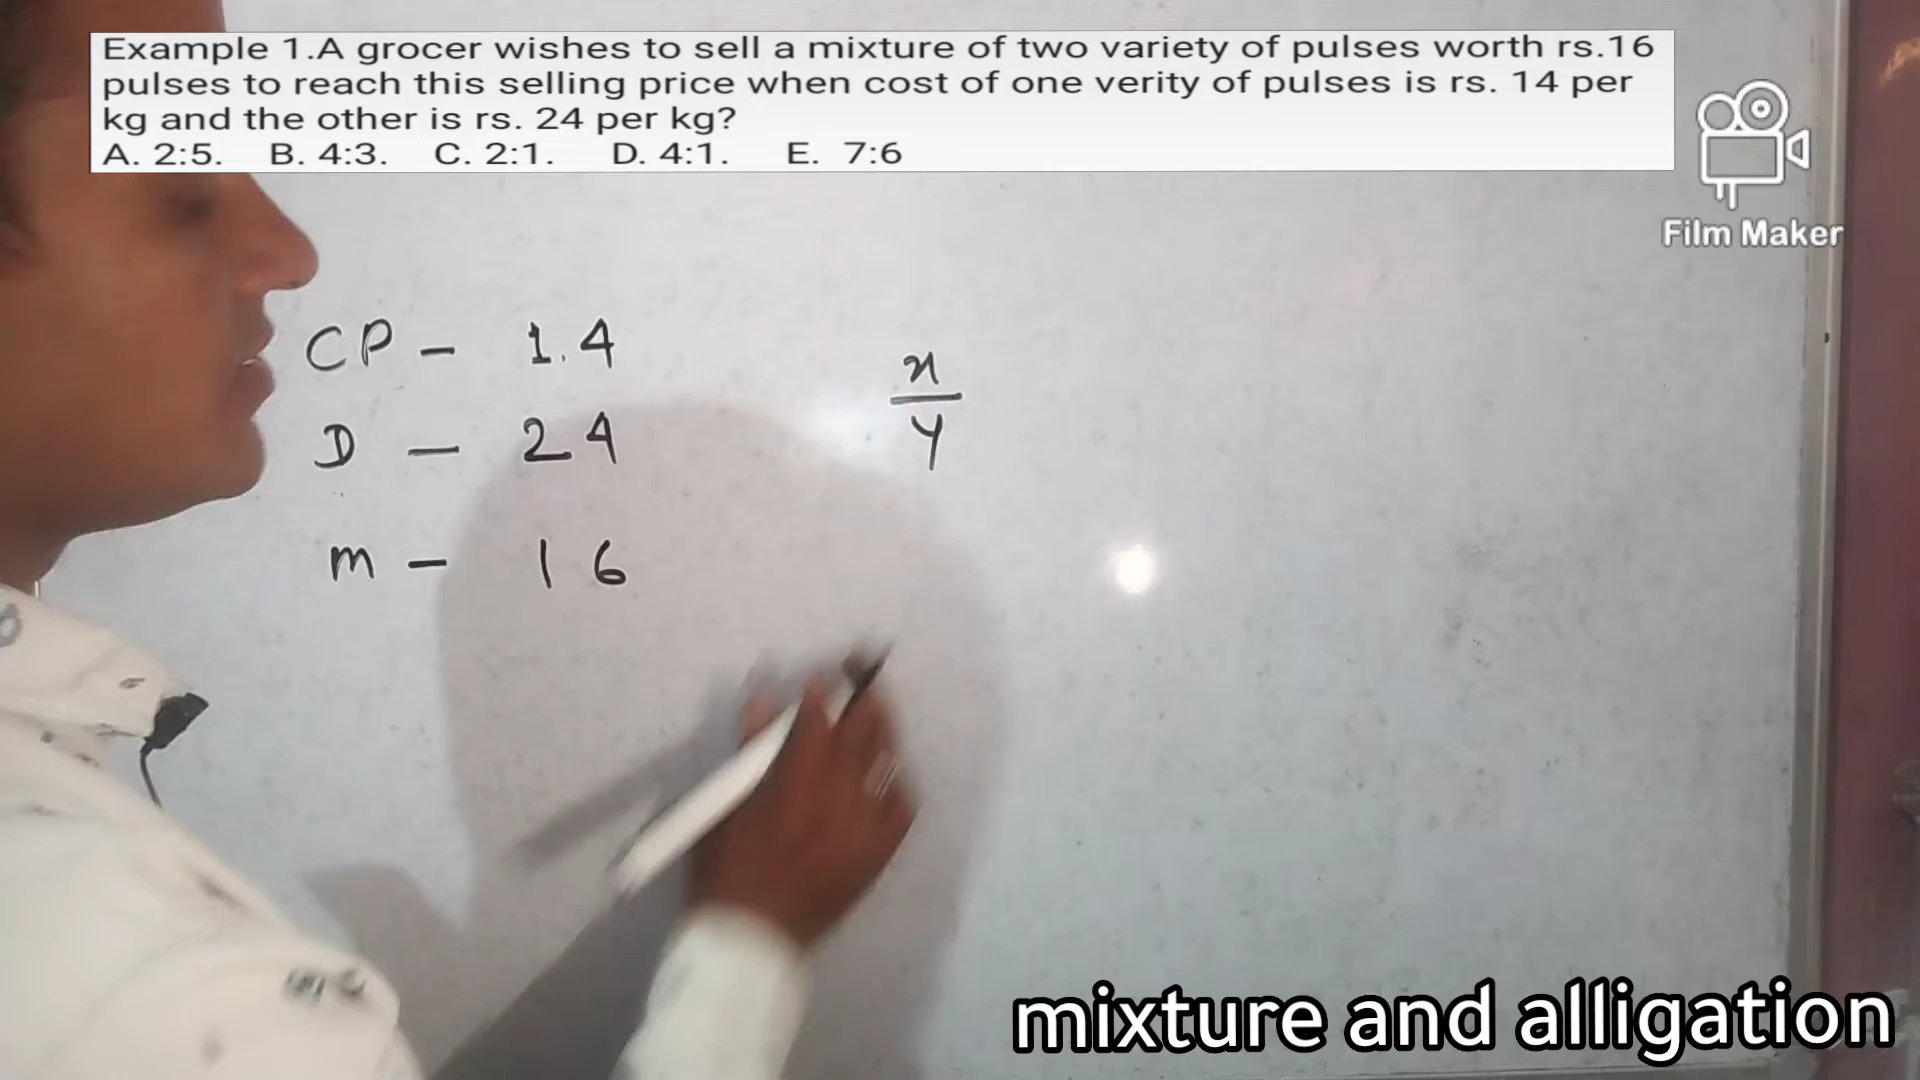 Example 1.A grocer wishes to sell a mixture of two variety of pulses worth rs.16
pulses to reach this selling price when cost of one verity of pulses is rs. 14 per
kg and the other is rs. 24 per kg?
A. 2:5. B. 4:3. C. 2:1. D. 4:1. E. 7:6
Film Maker
CP - 1.4
D - 24
m - 16
x
y
mixture and alligation